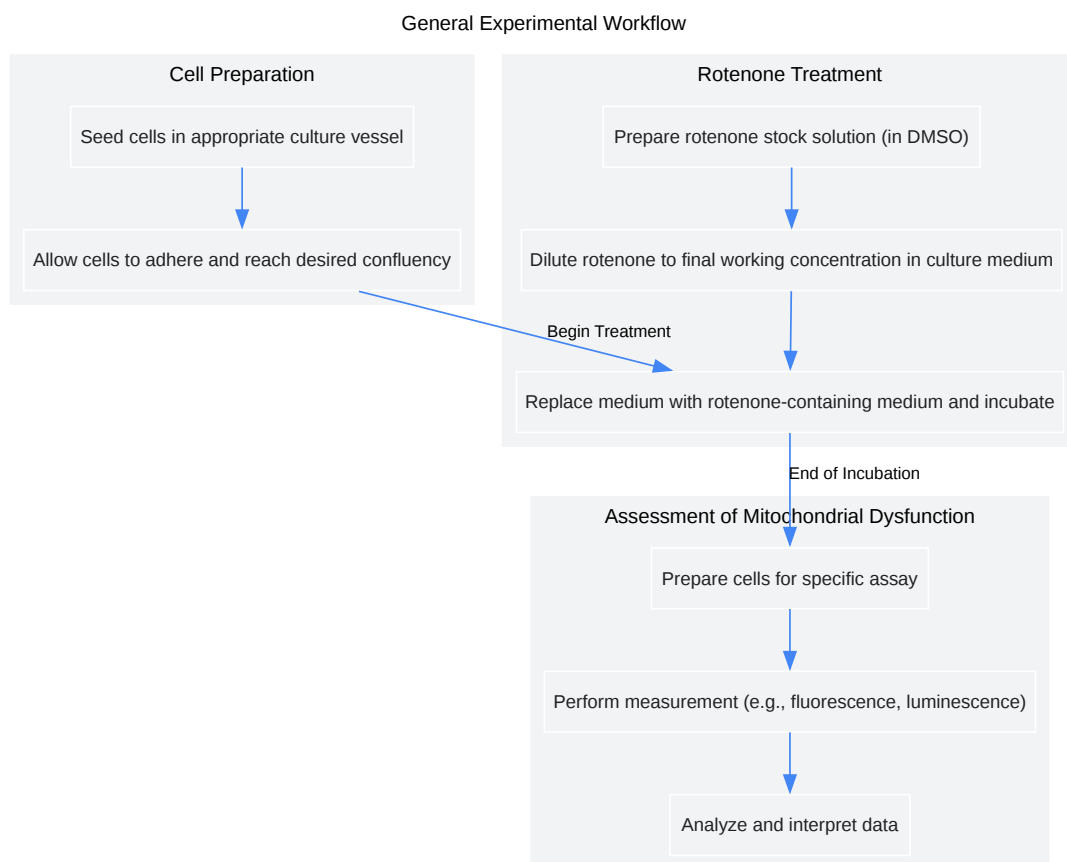 General Experimental Workflow
Cell Preparation
Seed cells in appropriate culture vessel
Allow cells to adhere and reach desired confluency
Rotenone Treatment
Prepare rotenone stock solution (in DMSO)
Dilute rotenone to final working concentration in culture medium
Begin Treatment
Replace medium with rotenone-containing medium and incubate
End of Incubation
Assessment of Mitochondrial Dysfunction
Prepare cells for specific assay
Perform measurement (e.g., fluorescence, luminescence)
Analyze and interpret data